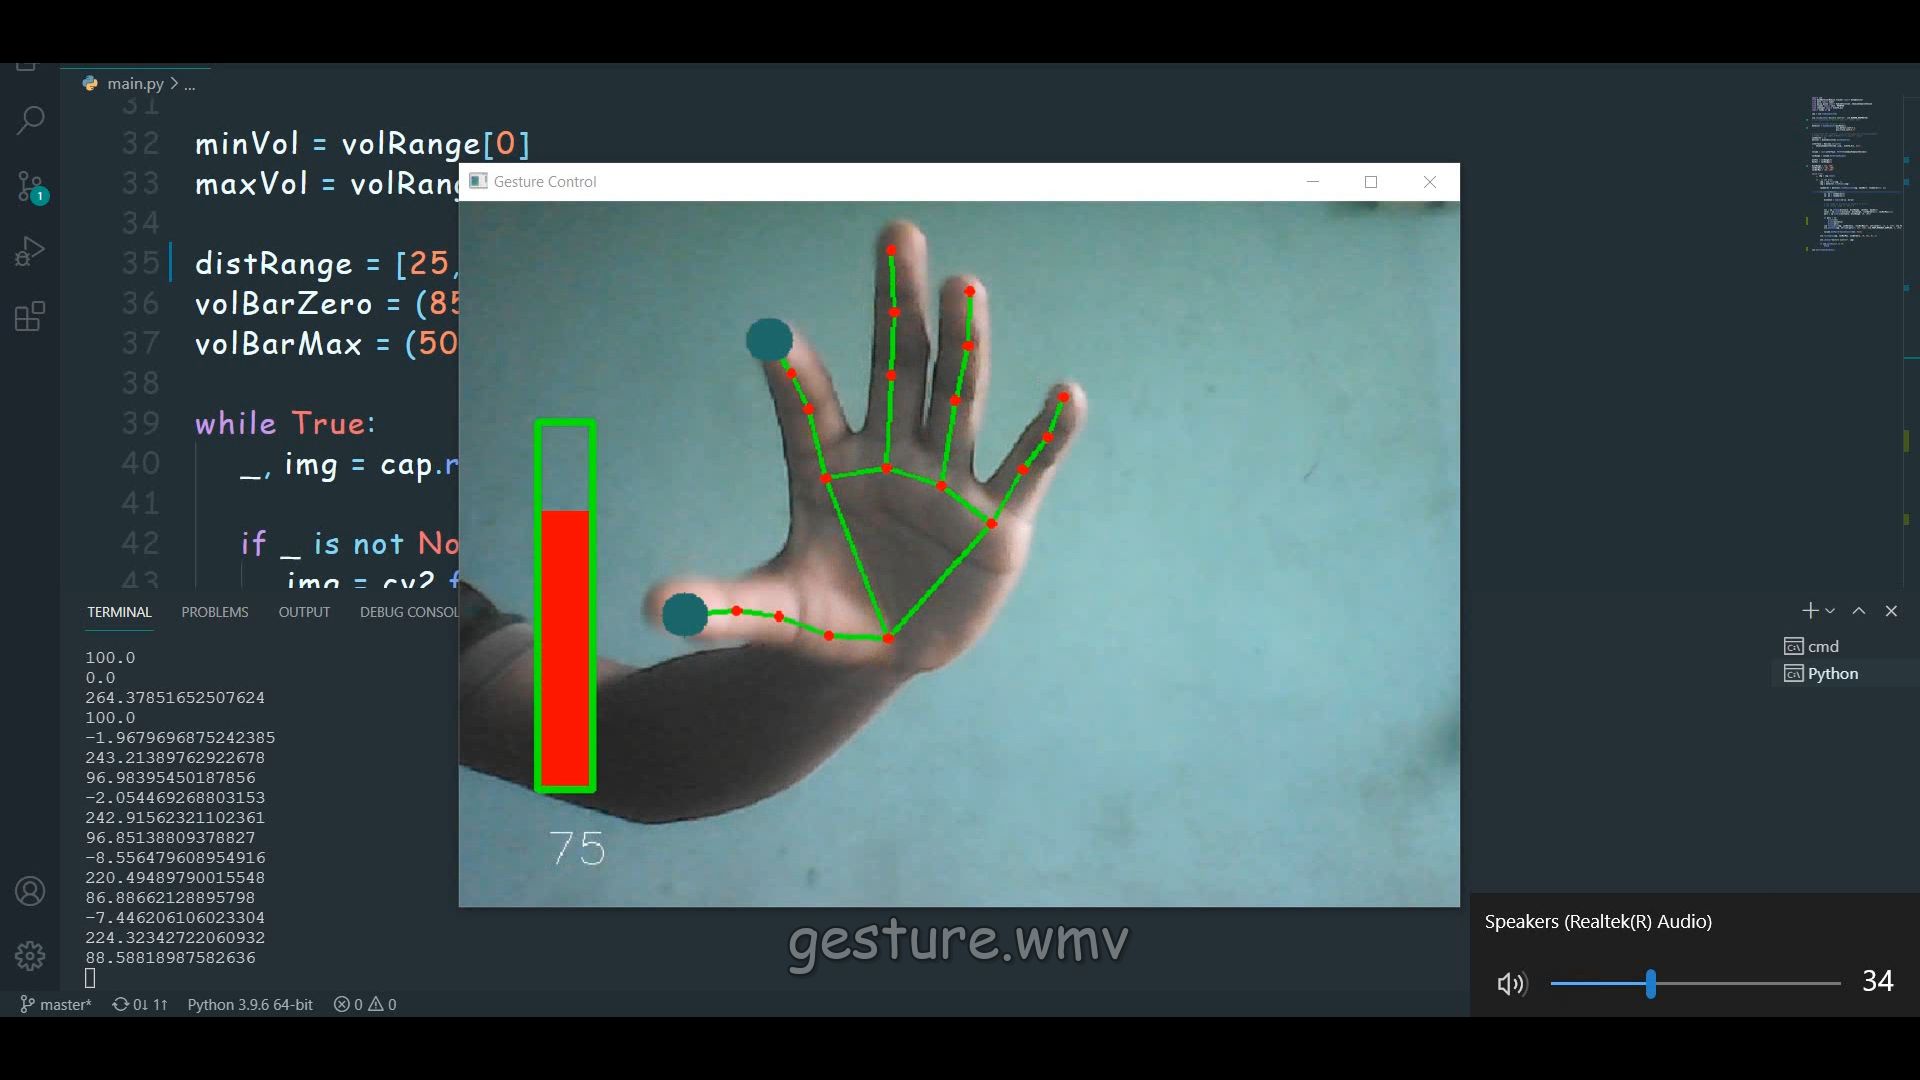 main.py > ...
31
32 minVol = volRange[0]
33 maxVol = volRang
34
35 distRange = [25,
36 volBarZero = (85
37 volBarMax = (50
38
39 while True:
40 _, img = cap.r
41
42 if _ is not No
43 img = cv2.f
Gesture Control
75
TERMINAL PROBLEMS OUTPUT DEBUG CONSOL
100.0
0.0
264.37851652507624
100.0
-1.9679696875242385
243.21389762922678
96.98395450187856
-2.054469268803153
242.91562321102361
96.85138809378827
-8.556479608954916
220.49489790015548
86.88662128895798
-7.446206106023304
224.32342722060932
88.58818987582636
cmd
Python
1
gesture.wmv
Speakers (Realtek(R) Audio)
34
master* 0↓ 1↑ Python 3.9.6 64-bit 0 0